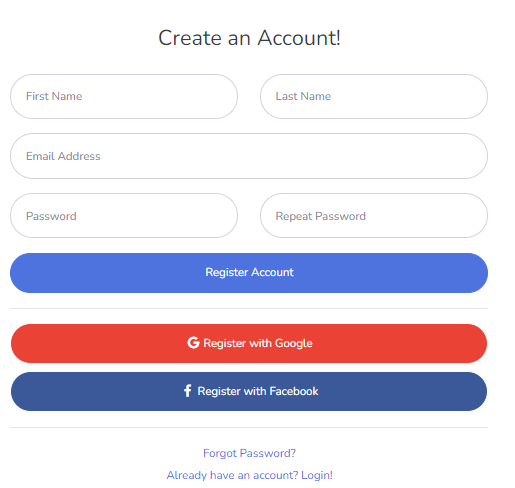 Create an Account!
First Name Last Name
Email Address
Password Repeat Password
Register Account
Register with Google
Register with Facebook
Forgot Password?
Already have an account? Login!